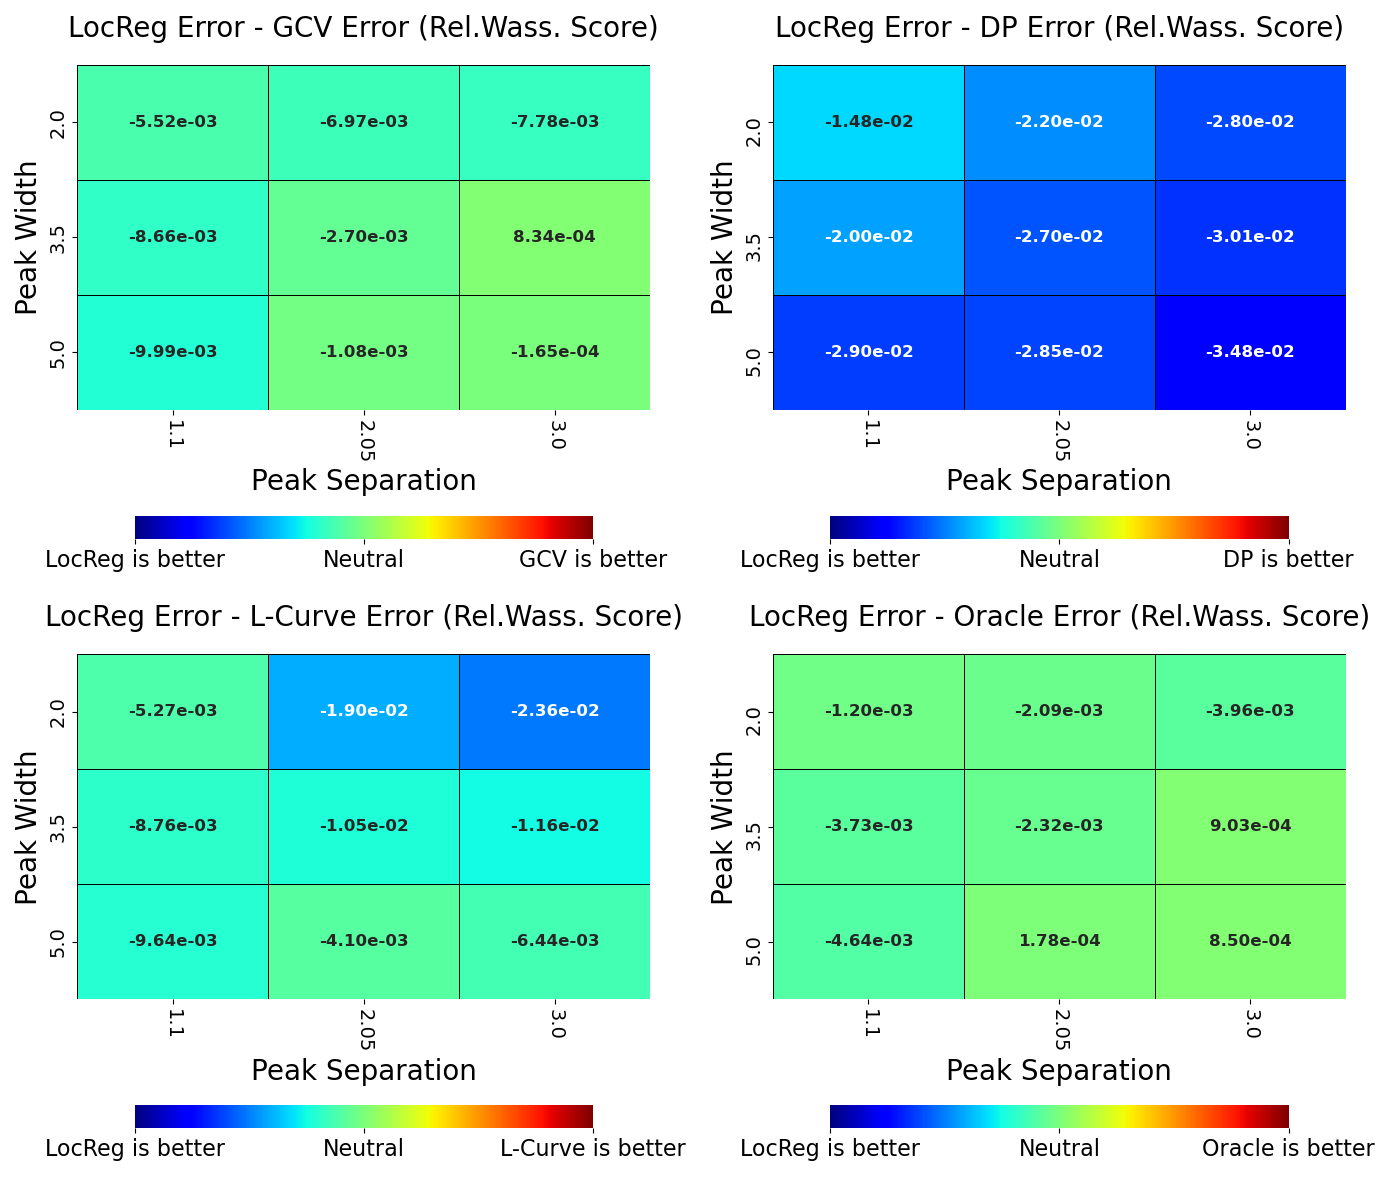 LocReg Error - GCV Error (Rel.Wass. Score)
Peak Width
2.0
-5.52e-03 -6.97e-03 -7.78e-03
3.5
-8.66e-03 -2.70e-03 8.34e-04
5.0
-9.99e-03 -1.08e-03 -1.65e-04
1.1 2.05 3.0
Peak Separation
LocReg is better Neutral GCV is better
LocReg Error - DP Error (Rel.Wass. Score)
Peak Width
2.0
-1.48e-02 -2.20e-02 -2.80e-02
3.5
-2.00e-02 -2.70e-02 -3.01e-02
5.0
-2.90e-02 -2.85e-02 -3.48e-02
1.1 2.05 3.0
Peak Separation
LocReg is better Neutral DP is better
LocReg Error - L-Curve Error (Rel.Wass. Score)
Peak Width
2.0
-5.27e-03 -1.90e-02 -2.36e-02
3.5
-8.76e-03 -1.05e-02 -1.16e-02
5.0
-9.64e-03 -4.10e-03 -6.44e-03
1.1 2.05 3.0
Peak Separation
LocReg is better Neutral L-Curve is better
LocReg Error - Oracle Error (Rel.Wass. Score)
Peak Width
2.0
-1.20e-03 -2.09e-03 -3.96e-03
3.5
-3.73e-03 -2.32e-03 9.03e-04
5.0
-4.64e-03 1.78e-04 8.50e-04
1.1 2.05 3.0
Peak Separation
LocReg is better Neutral Oracle is better